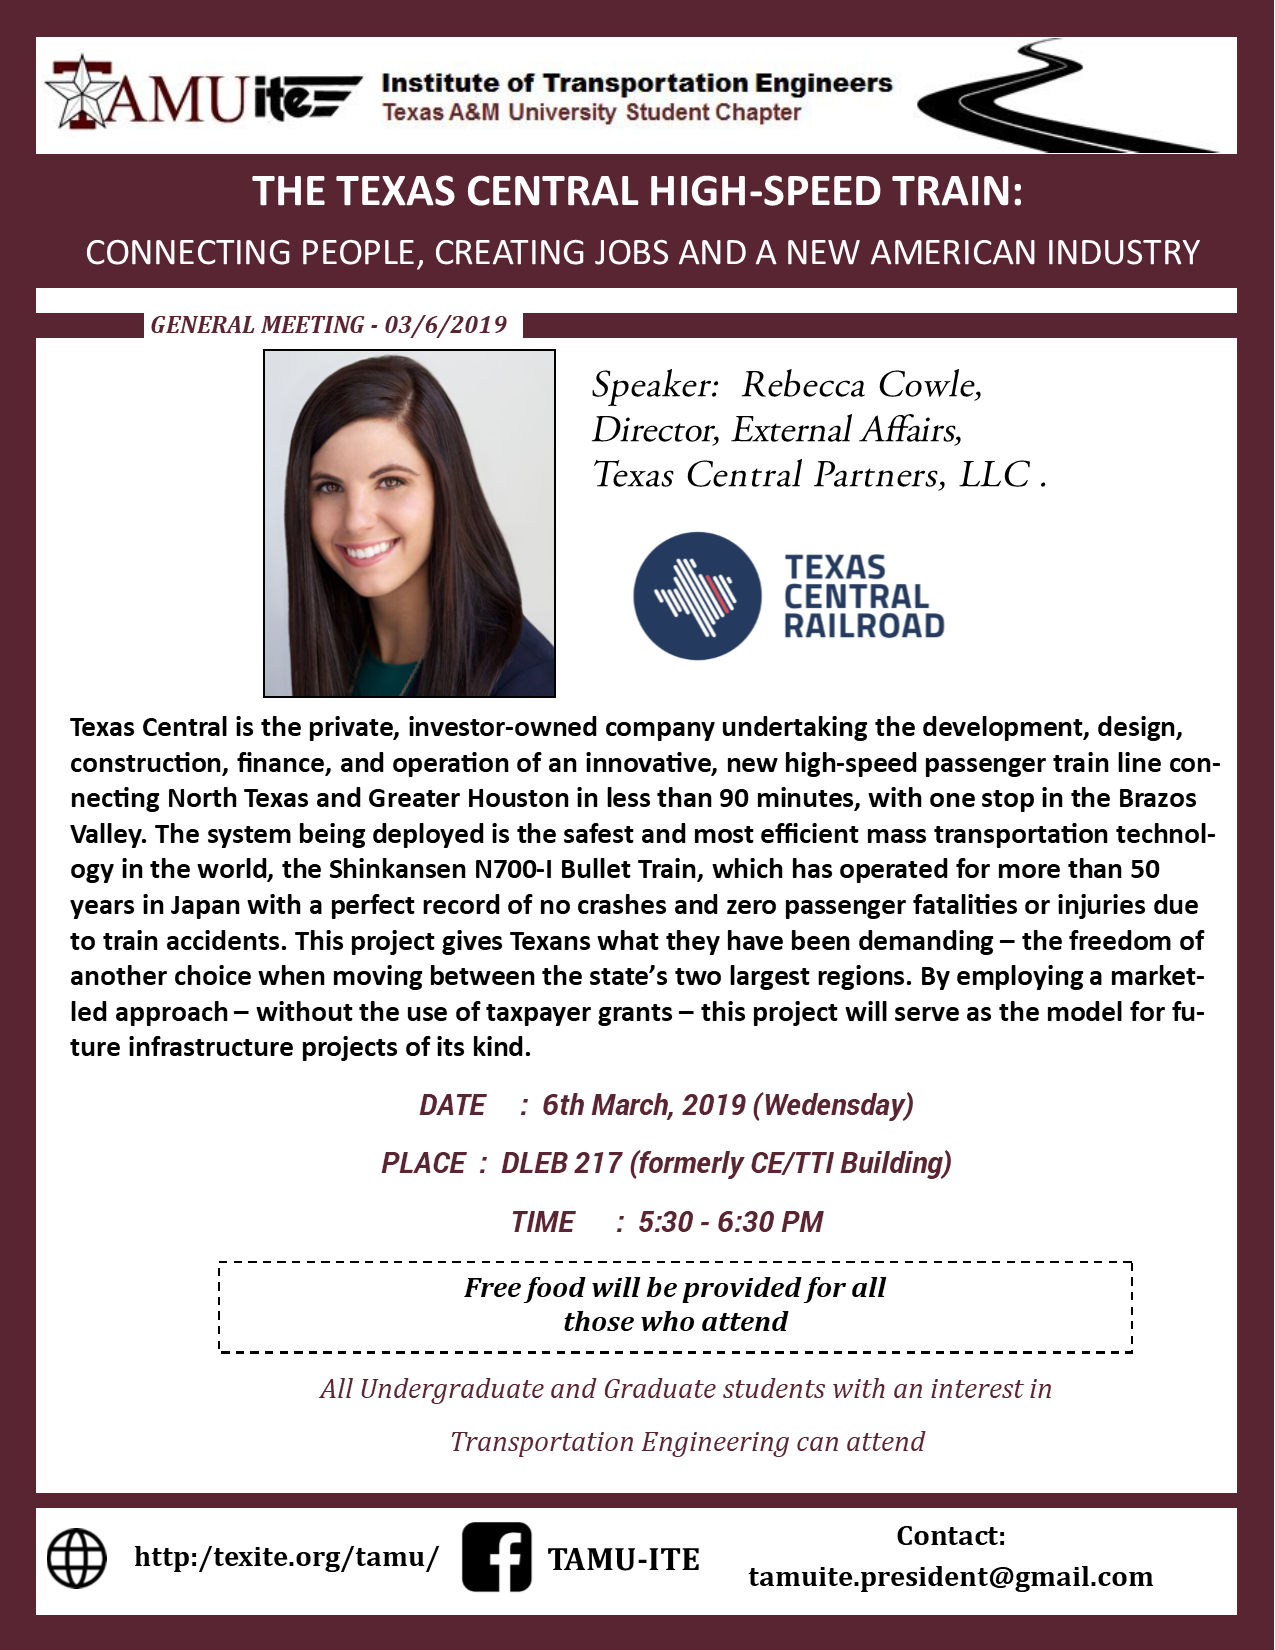 TAMUite Institute of Transportation Engineers
Texas A&M University Student Chapter
THE TEXAS CENTRAL HIGH-SPEED TRAIN:
CONNECTING PEOPLE, CREATING JOBS AND A NEW AMERICAN INDUSTRY
GENERAL MEETING - 03/6/2019
Speaker: Rebecca Cowle,
Director, External Affairs,
Texas Central Partners, LLC .
TEXAS
CENTRAL
RAILROAD
Texas Central is the private, investor-owned company undertaking the development, design,
construction, finance, and operation of an innovative, new high-speed passenger train line con-
necting North Texas and Greater Houston in less than 90 minutes, with one stop in the Brazos
Valley. The system being deployed is the safest and most efficient mass transportation technol-
ogy in the world, the Shinkansen N700-I Bullet Train, which has operated for more than 50
years in Japan with a perfect record of no crashes and zero passenger fatalities or injuries due
to train accidents. This project gives Texans what they have been demanding – the freedom of
another choice when moving between the state’s two largest regions. By employing a market-
led approach – without the use of taxpayer grants – this project will serve as the model for fu-
ture infrastructure projects of its kind.
DATE : 6th March, 2019 (Wedensday)
PLACE : DLEB 217 (formerly CE/TTI Building)
TIME : 5:30 - 6:30 PM
Free food will be provided for all
those who attend
All Undergraduate and Graduate students with an interest in
Transportation Engineering can attend
http:/texite.org/tamu/
TAMU-ITE
Contact:
tamuite.president@gmail.com